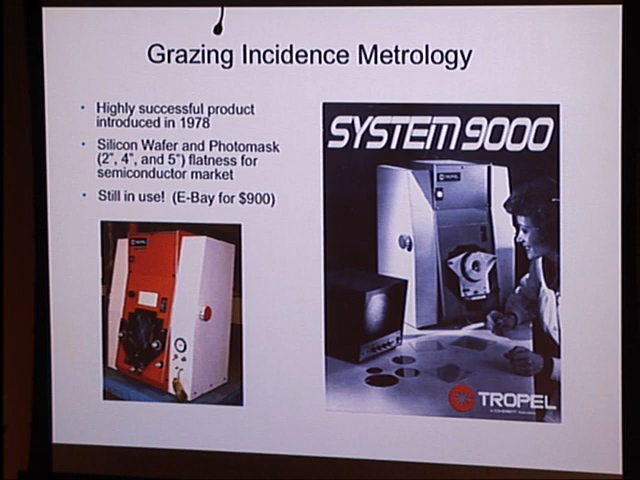 Grazing Incidence Metrology
• Highly successful product
introduced in 1978
• Silicon Wafer and Photomask
(2", 4", and 5") flatness for
semiconductor market
• Still in use! (E-Bay for $900)
SYSTEM 9000
TROPEL
TROPEL